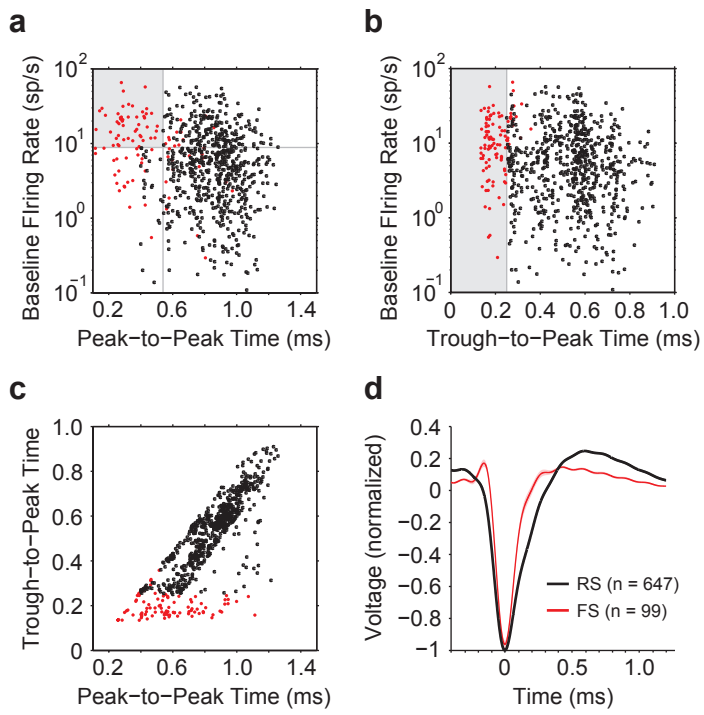 a
Baseline FIring Rate (sp/s)
10^2
10^1
10^0
10^-1
0.2 0.6 1.0 1.4
Peak-to-Peak Time (ms)
b
Baseline FIring Rate (sp/s)
10^2
10^1
10^0
10^-1
0 0.2 0.4 0.6 0.8 1.0
Trough-to-Peak Time (ms)
c
Trough-to-Peak Time
1.0
0.8
0.6
0.4
0.2
0
0.2 0.6 1.0 1.4
Peak-to-Peak Time (ms)
d
Voltage (normalized)
0.4
0.2
0
−0.2
−0.4
−0.6
−0.8
−1
RS (n = 647)
FS (n = 99)
0 0.5 1.0
Time (ms)